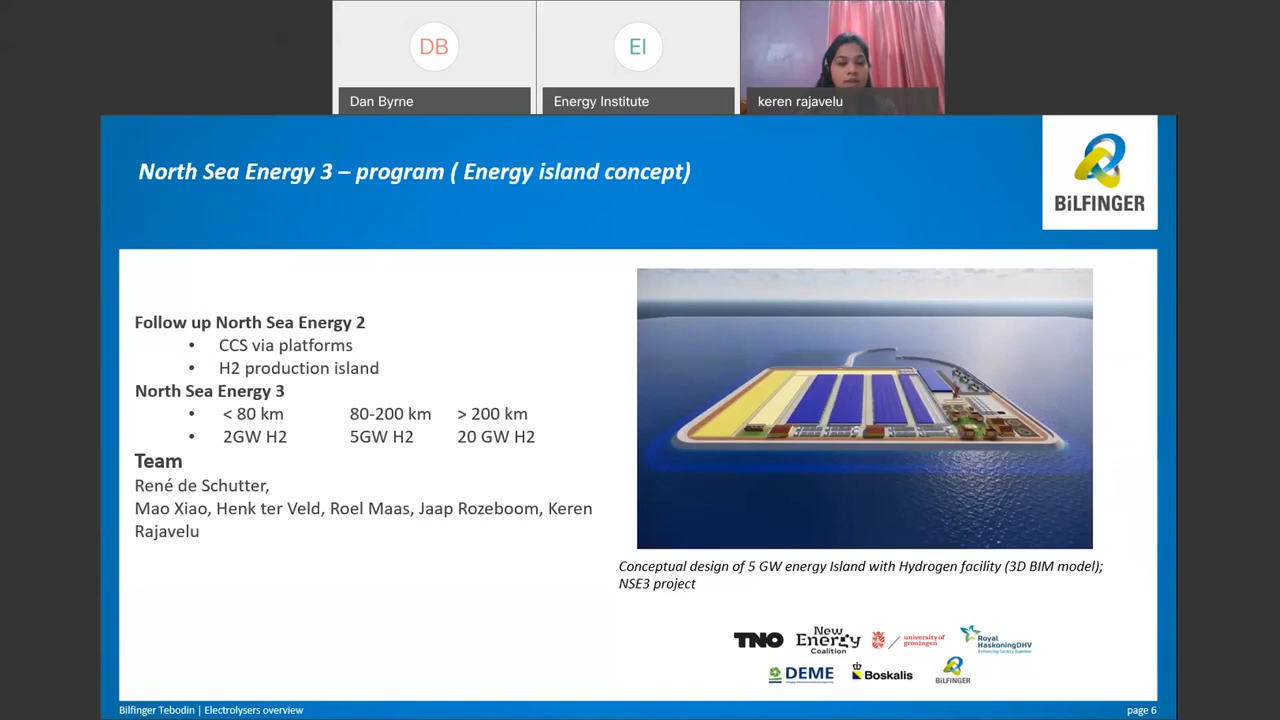 DB
EI
Dan Byrne
Energy Institute
keren rajavelu
North Sea Energy 3 – program ( Energy island concept)
BiLFINGER
Follow up North Sea Energy 2
• CCS via platforms
• H2 production island
North Sea Energy 3
• < 80 km 80-200 km > 200 km
• 2GW H2 5GW H2 20 GW H2
Team
René de Schutter,
Mao Xiao, Henk ter Veld, Roel Maas, Jaap Rozeboom, Keren
Rajavelu
Conceptual design of 5 GW energy Island with Hydrogen facility (3D BIM model);
NSE3 project
TNO
New
Energy
Coalition
university of
groningen
Royal
HaskoningDHV
Enhancing Society Together
DEME
Boskalis
BiLFINGER
Bilfinger Tebodin | Electrolysers overview
page 6